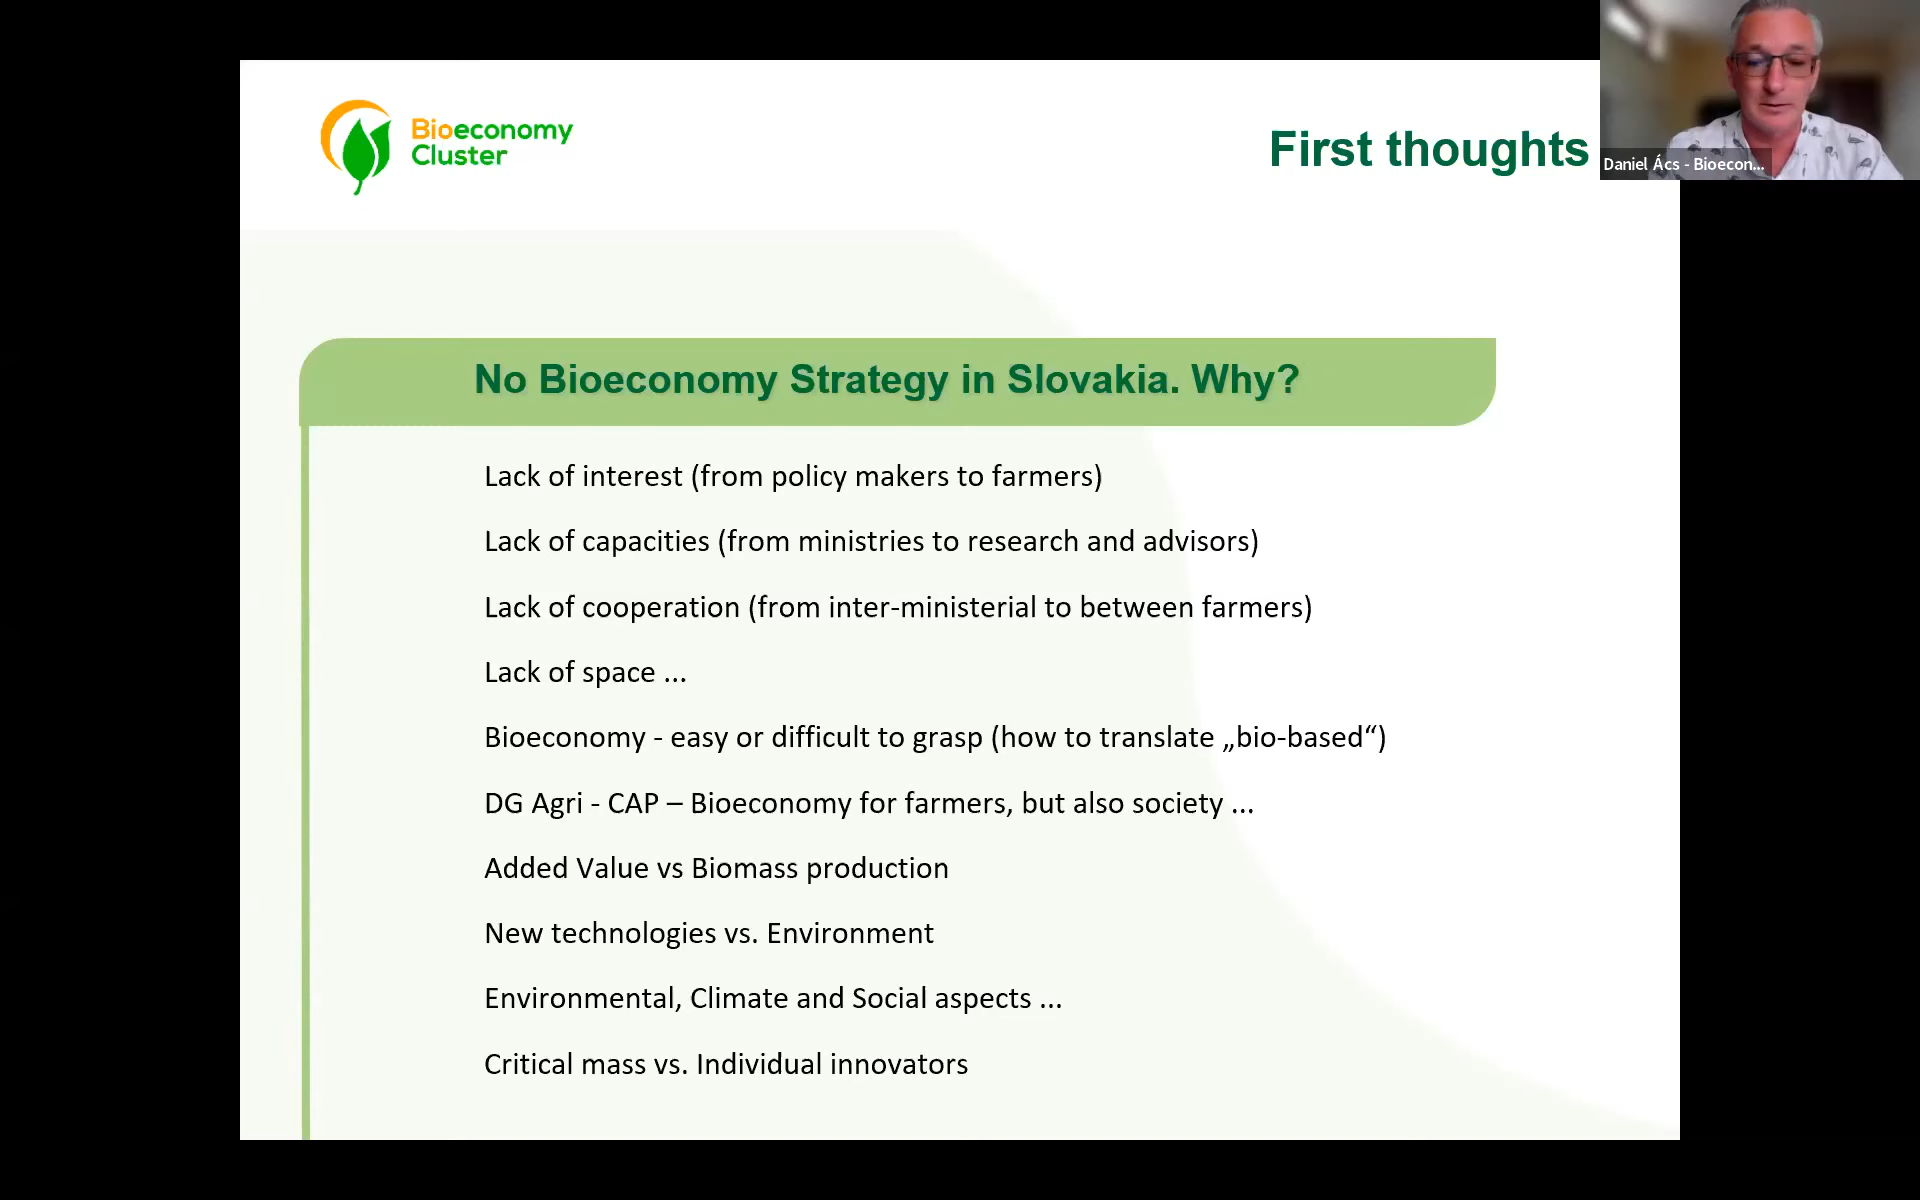 Bioeconomy
Cluster
First thoughts
Daniel Ács - Bioecon...
No Bioeconomy Strategy in Slovakia. Why?
Lack of interest (from policy makers to farmers)
Lack of capacities (from ministries to research and advisors)
Lack of cooperation (from inter-ministerial to between farmers)
Lack of space ...
Bioeconomy - easy or difficult to grasp (how to translate „bio-based“)
DG Agri - CAP – Bioeconomy for farmers, but also society ...
Added Value vs Biomass production
New technologies vs. Environment
Environmental, Climate and Social aspects ...
Critical mass vs. Individual innovators